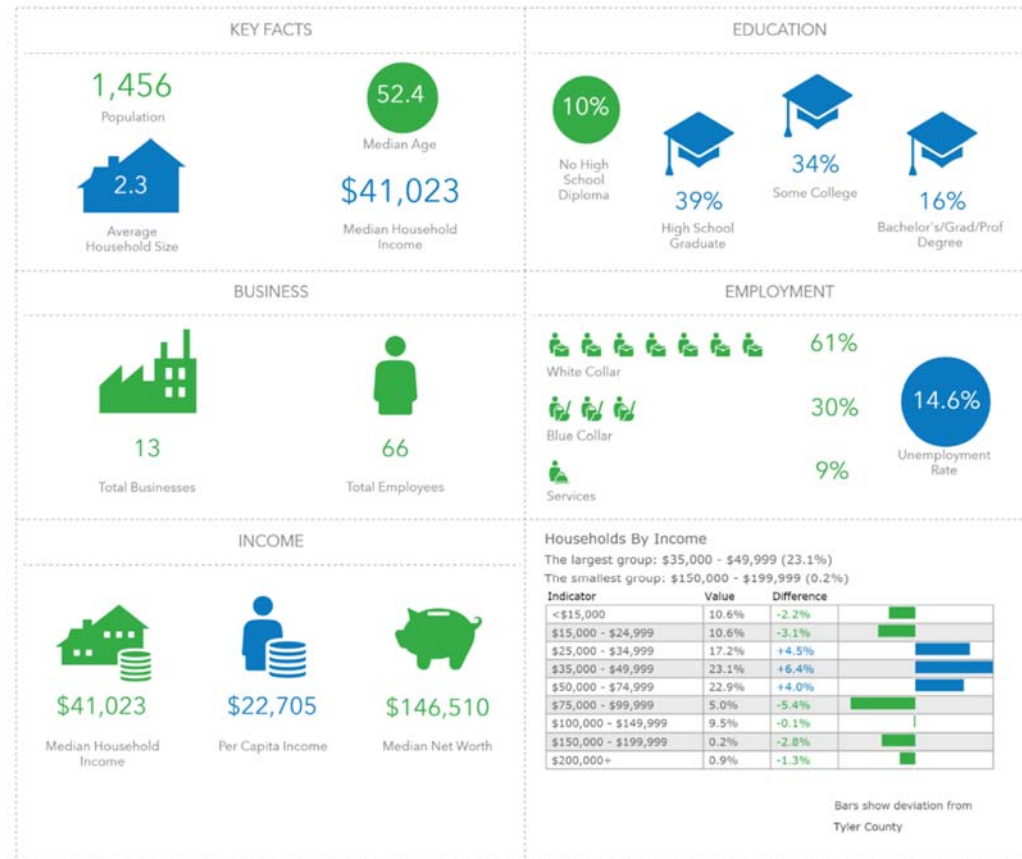 KEY FACTS
1,456
Population
52.4
Median Age
2.3
Average
Household Size
$41,023
Median Household
Income
EDUCATION
10%
No High
School
Diploma
39%
High School
Graduate
34%
Some College
16%
Bachelor's/Grad/Prof
Degree
BUSINESS
13
Total Businesses
66
Total Employees
EMPLOYMENT
61%
White Collar
30%
Blue Collar
9%
Services
14.6%
Unemployment
Rate
INCOME
$41,023
Median Household
Income
$22,705
Per Capita Income
$146,510
Median Net Worth
Households By Income
The largest group: $35,000 - $49,999 (23.1%)
The smallest group: $150,000 - $199,999 (0.2%)
Indicator Value Difference
<$15,000 10.6% -2.2%
$15,000 - $24,999 10.6% -3.1%
$25,000 - $34,999 17.2% +4.5%
$35,000 - $49,999 23.1% +6.4%
$50,000 - $74,999 22.9% +4.0%
$75,000 - $99,999 5.0% -5.4%
$100,000 - $149,999 9.5% -0.1%
$150,000 - $199,999 0.2% -2.8%
$200,000+ 0.9% -1.3%
Bars show deviation from
Tyler County